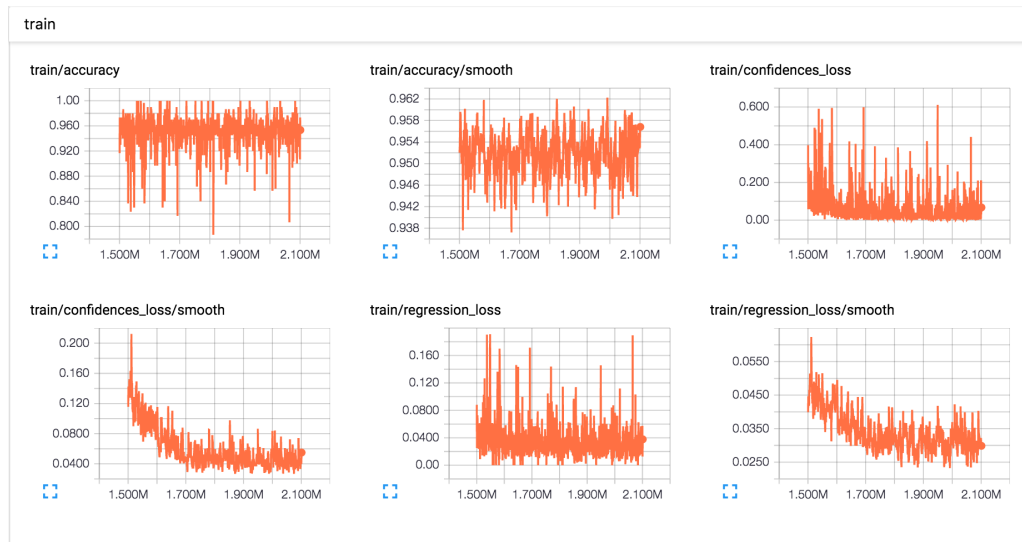 train
train/accuracy
1.00
0.960
0.920
0.880
0.840
0.800
1.500M 1.700M 1.900M 2.100M
train/accuracy/smooth
0.962
0.958
0.954
0.950
0.946
0.942
0.938
1.500M 1.700M 1.900M 2.100M
train/confidences_loss
0.600
0.400
0.200
0.00
1.500M 1.700M 1.900M 2.100M
train/confidences_loss/smooth
0.200
0.160
0.120
0.0800
0.0400
1.500M 1.700M 1.900M 2.100M
train/regression_loss
0.160
0.120
0.0800
0.0400
0.00
1.500M 1.700M 1.900M 2.100M
train/regression_loss/smooth
0.0550
0.0450
0.0350
0.0250
1.500M 1.700M 1.900M 2.100M